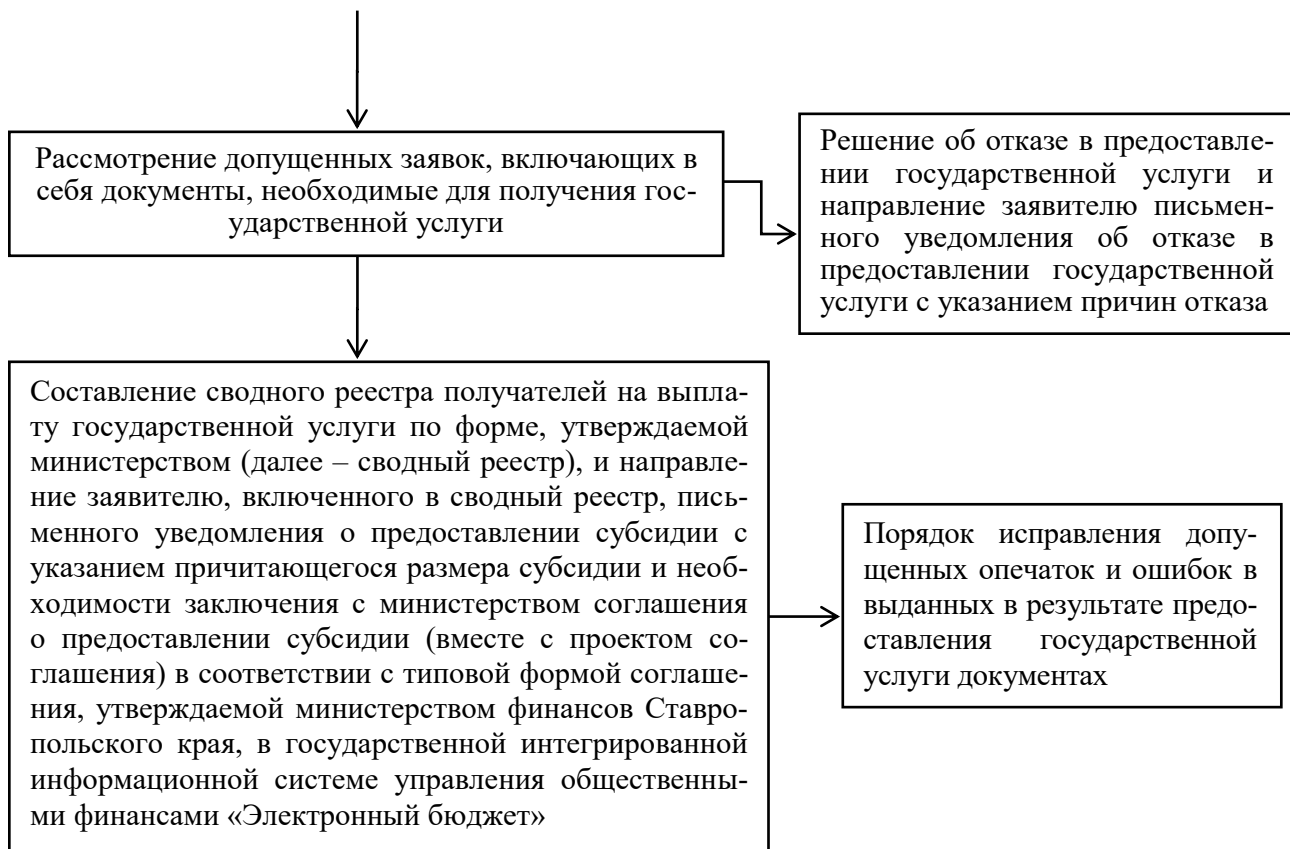 Рассмотрение допущенных заявок, включающих в
себя документы, необходимые для получения гос-
ударственной услуги
Решение об отказе в предоставле-
нии государственной услуги и
направление заявителю письмен-
ного уведомления об отказе в
предоставлении государственной
услуги с указанием причин отказа
Составление сводного реестра получателей на выпла-
ту государственной услуги по форме, утверждаемой
министерством (далее – сводный реестр), и направле-
ние заявителю, включенного в сводный реестр, пись-
менного уведомления о предоставлении субсидии с
указанием причитающегося размера субсидии и необ-
ходимости заключения с министерством соглашения
о предоставлении субсидии (вместе с проектом со-
глашения) в соответствии с типовой формой соглаше-
ния, утверждаемой министерством финансов Ставро-
польского края, в государственной интегрированной
информационной системе управления общественны-
ми финансами «Электронный бюджет»
Порядок исправления допу-
щенных опечаток и ошибок в
выданных в результате предо-
ставления государственной
услуги документах